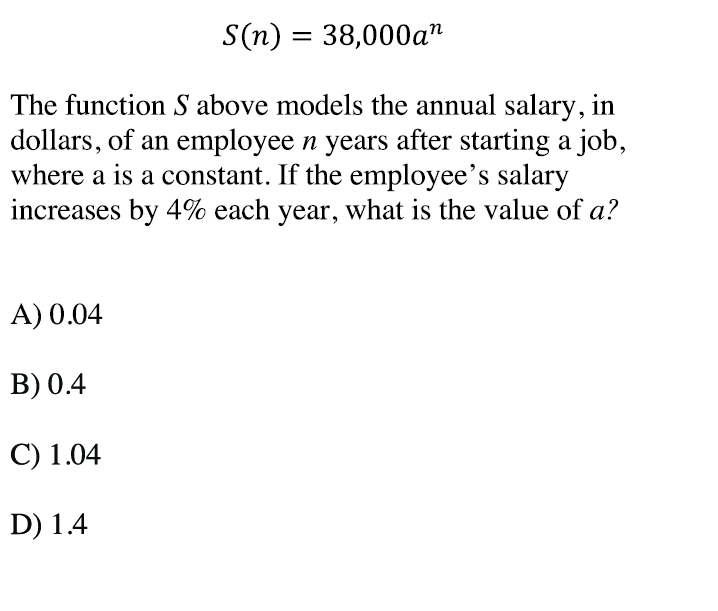 S(n) = 38,000aⁿ
The function S above models the annual salary, in
dollars, of an employee n years after starting a job,
where a is a constant. If the employee’s salary
increases by 4% each year, what is the value of a?
A) 0.04
B) 0.4
C) 1.04
D) 1.4